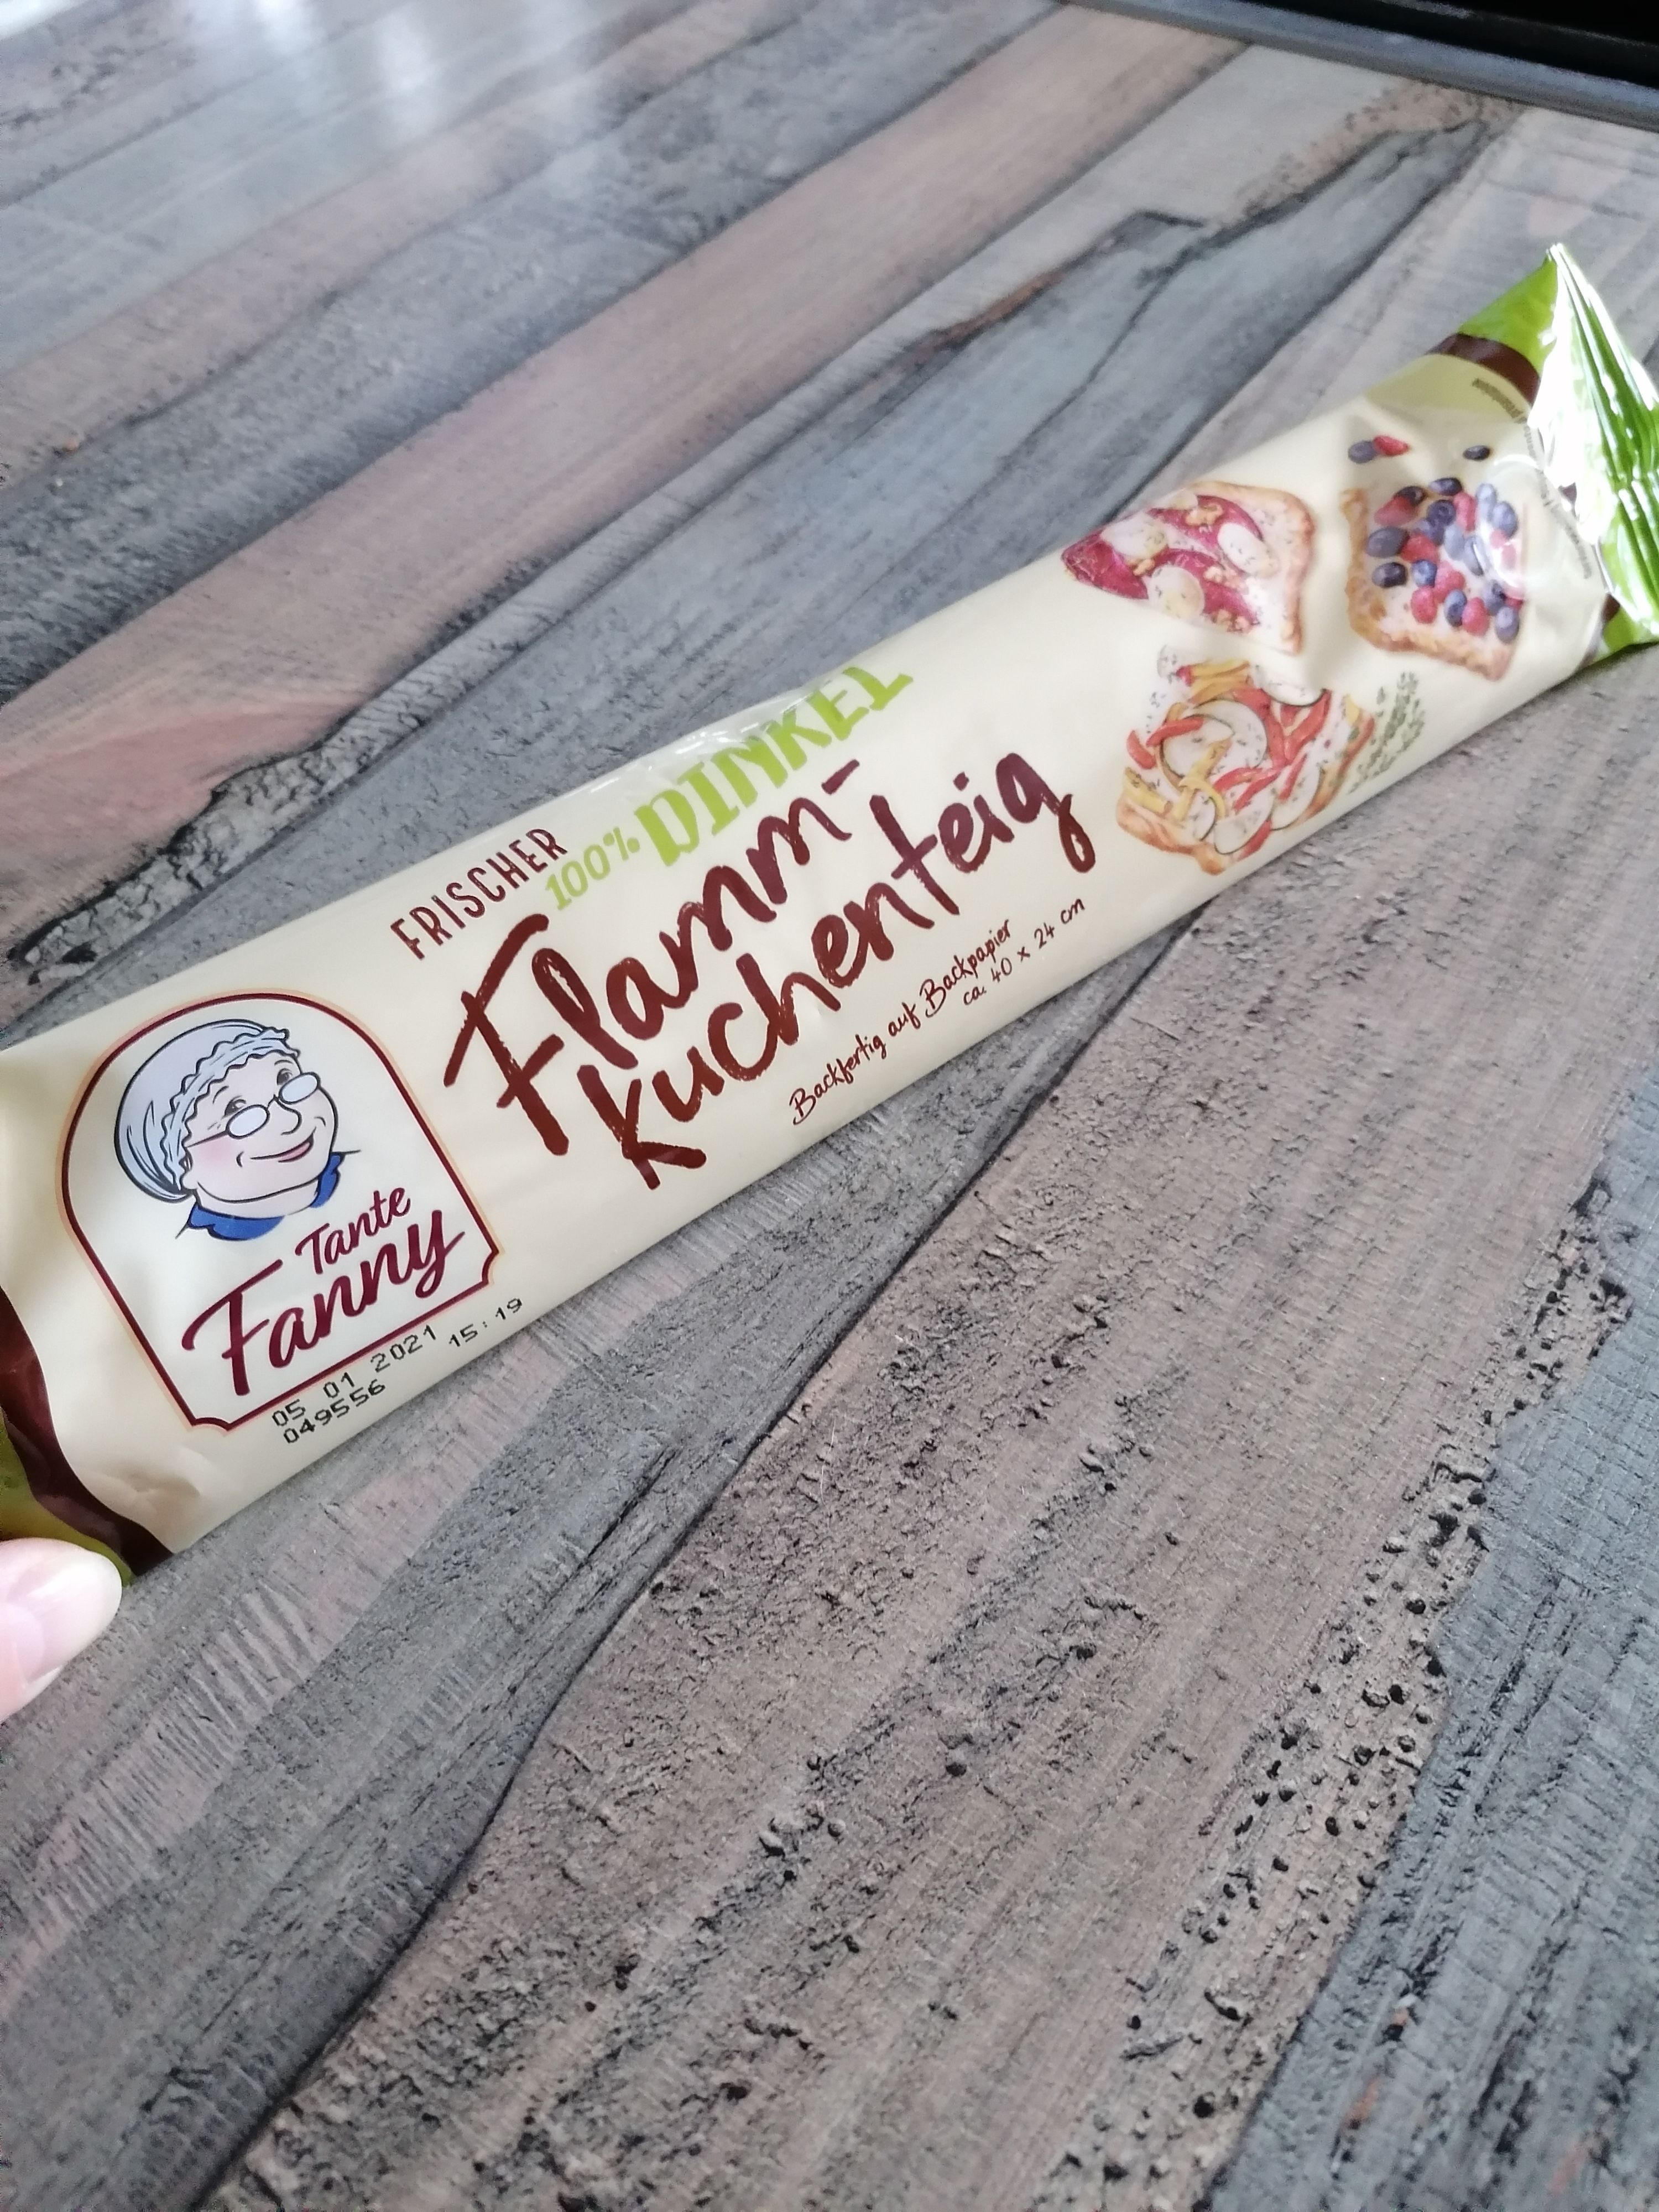 FRISCHER
100% DINKEL
Flamm-
kuchenteig
Backfertig auf Backpapier
ca. 40 x 24 cm
Tante
Fanny
05 01 2021 15:19
049556